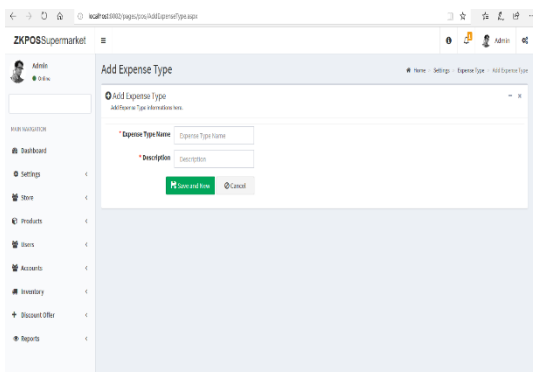 localhost:6002/pages/pos/AddExpenseType.aspx
ZKPOSSupermarket
0
Admin
Admin
Online
Add Expense Type
Home > Settings > Expense Type > Add Expense Type
Add Expense Type
Add Expense Type informations here.
MAIN NAVIGATION
* Expense Type Name
Expense Type Name
* Description
Description
Save and New
Cancel
Dashboard
Settings
Store
Products
Users
Accounts
Inventory
Discount Offer
Reports